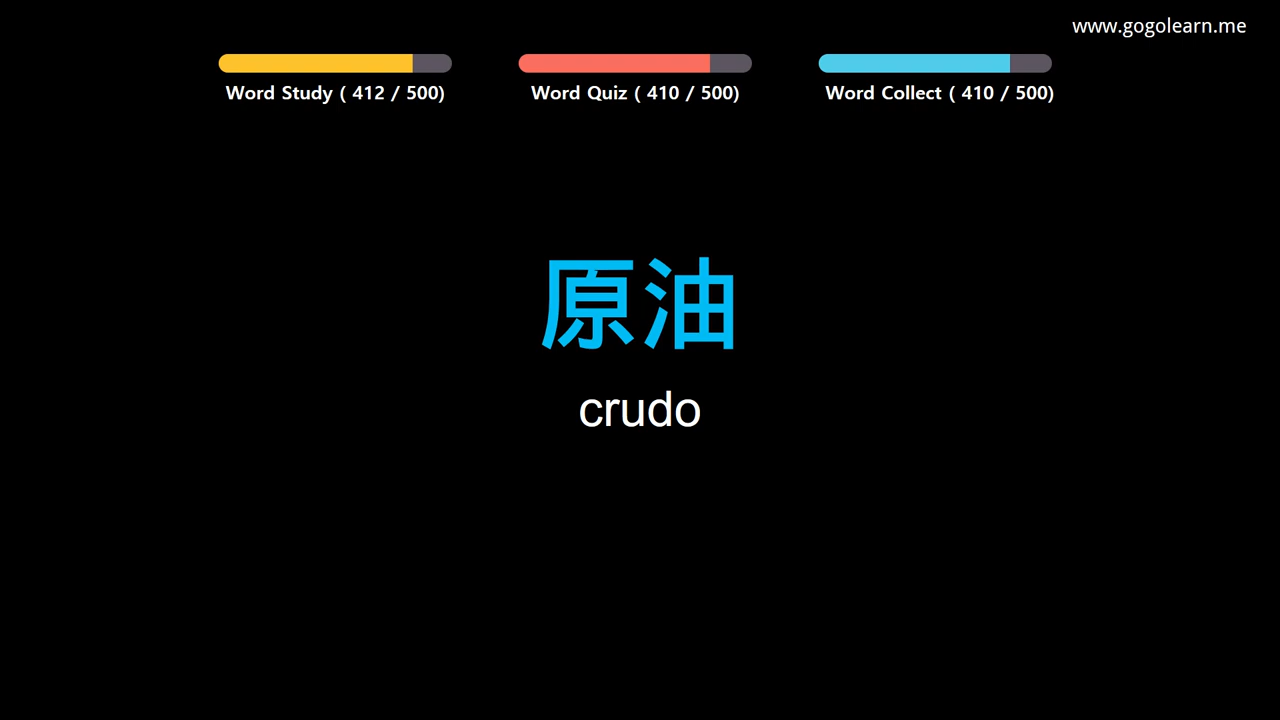 www.gogolearn.me
Word Study ( 412 / 500)
Word Quiz ( 410 / 500)
Word Collect ( 410 / 500)
原油
crudo